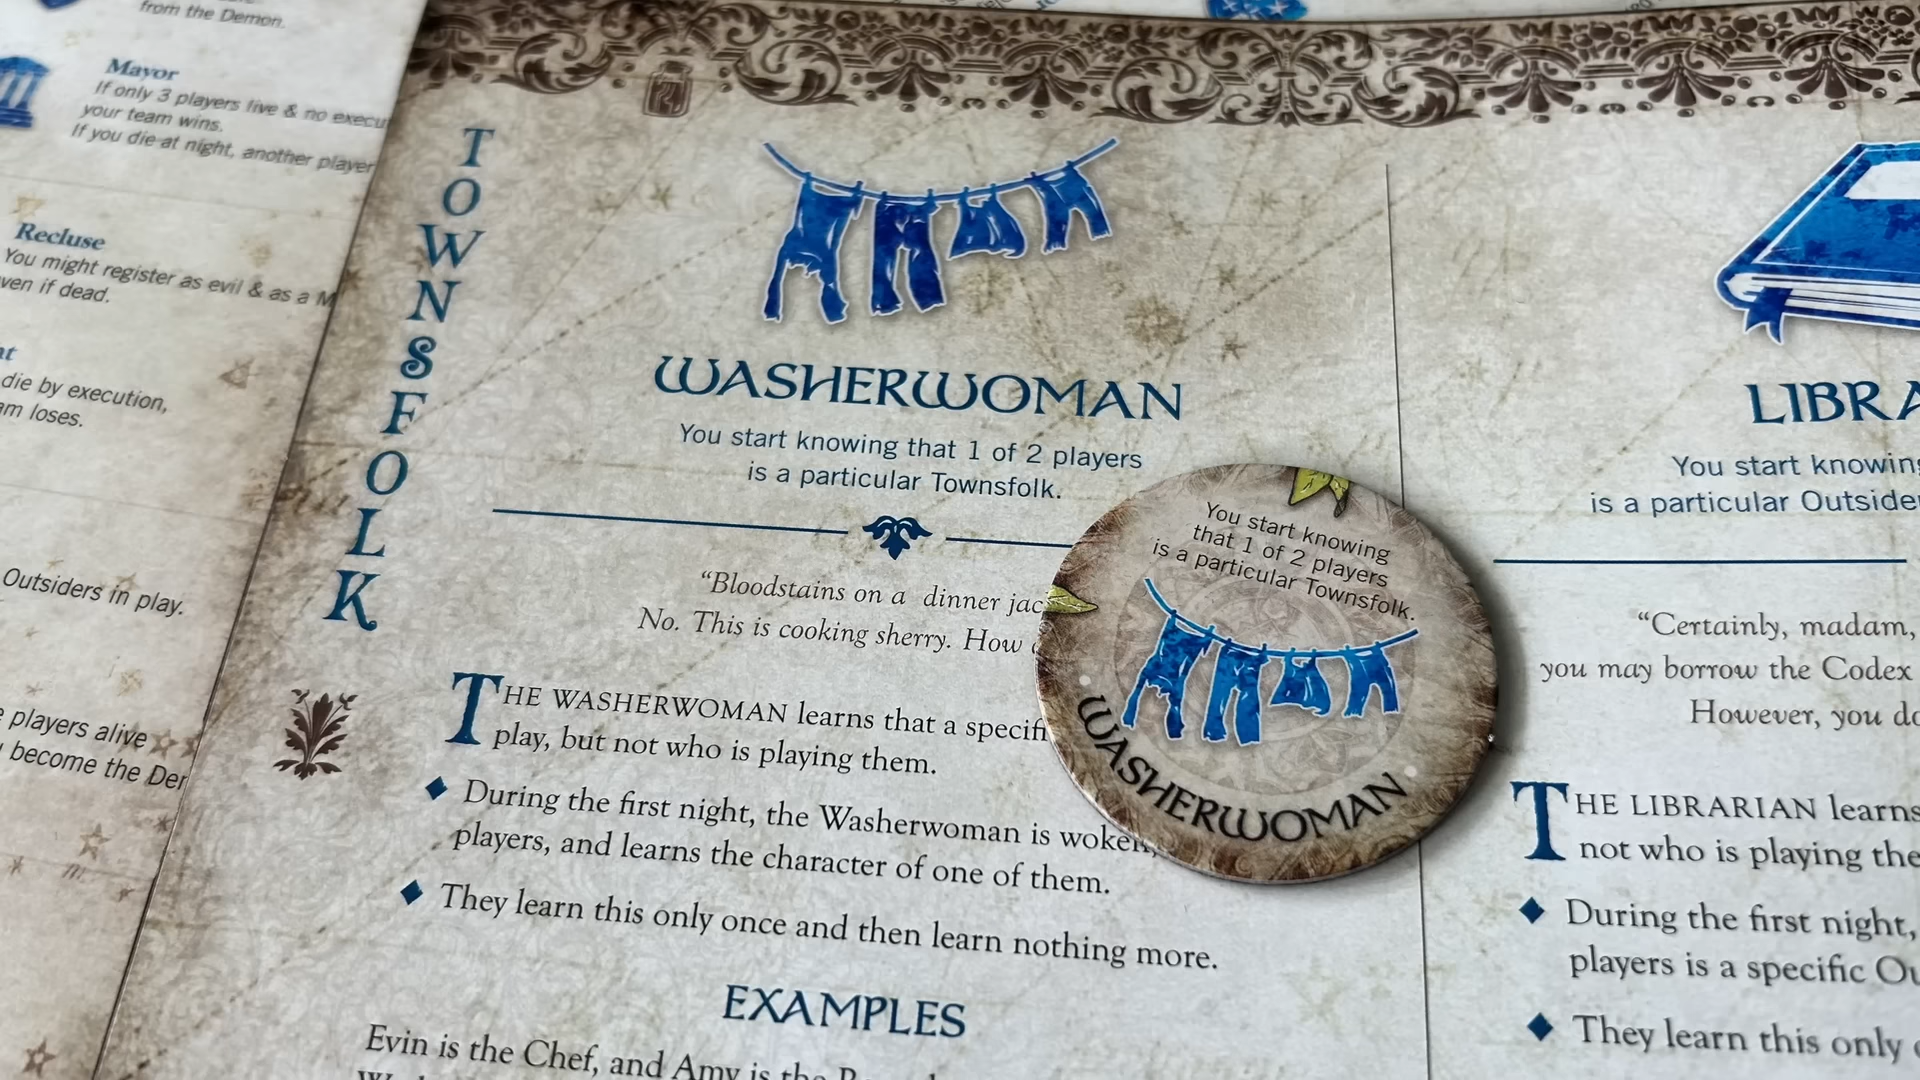 from the Demon.
Mayor
If only 3 players live & no execu
your team wins.
If you die at night, another player
Recluse
You might register as evil & as a M
ven if dead.
nt
die by execution,
am loses.
Outsiders in play.
players alive
become the Der
TOWNSFOLK
WASHERWOMAN
You start knowing that 1 of 2 players
is a particular Townsfolk.
“Bloodstains on a dinner jac
No. This is cooking sherry. How
THE WASHERWOMAN learns that a specif
play, but not who is playing them.
During the first night, the Washerwoman is woken,
players, and learns the character of one of them.
They learn this only once and then learn nothing more.
EXAMPLES
Evin is the Chef, and Amy is the
You start knowing
that 1 of 2 players
is a particular Townsfolk.
WASHERWOMAN
LIBRA
You start knowing
is a particular Outside
“Certainly, madam,
you may borrow the Codex
However, you do
THE LIBRARIAN learns
not who is playing the
During the first night,
players is a specific Ou
They learn this only